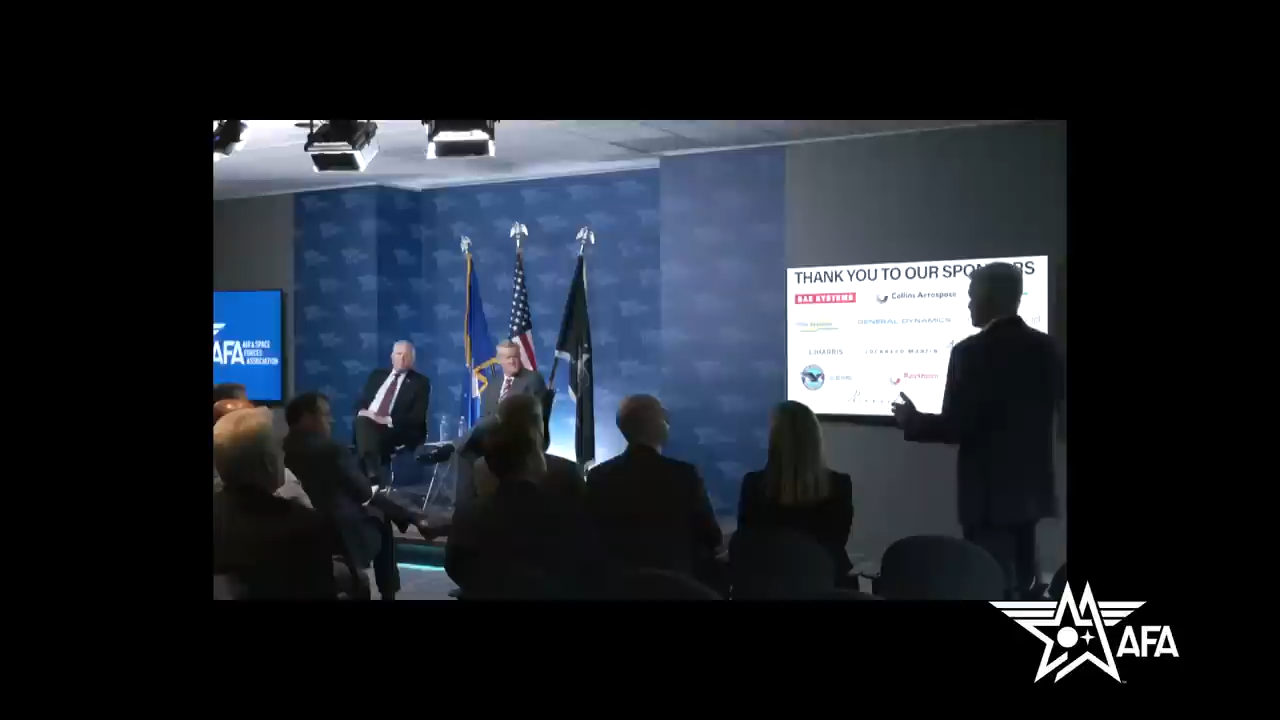 THANK YOU TO OUR SPON RS
BAE SYSTEMS
Collins Aerospace
GENERAL DYNAMICS
L3HARRIS
LOCKHEED MARTIN
Raytheon
AFA
AIR & SPACE
FORCES
ASSOCIATION
AFA